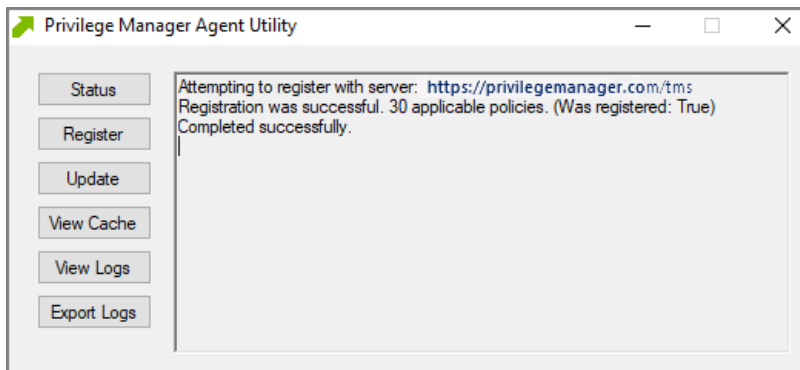 Privilege Manager Agent Utility
Status
Register
Update
View Cache
View Logs
Export Logs
Attempting to register with server: https://privilegemanager.com/tms
Registration was successful. 30 applicable policies. (Was registered: True)
Completed successfully.